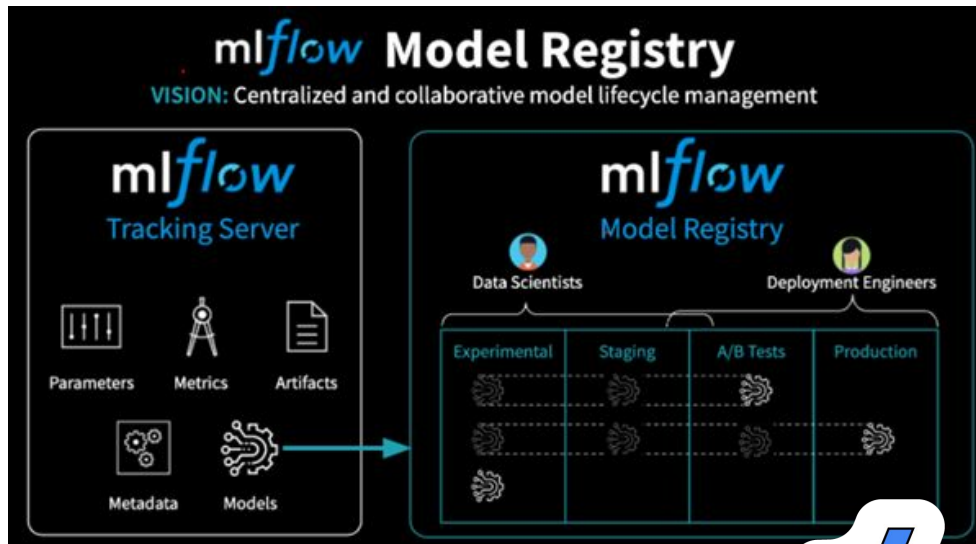 mlflow Model Registry
VISION: Centralized and collaborative model lifecycle management
mlflow
Tracking Server
Parameters Metrics Artifacts
Metadata Models
mlflow
Model Registry
Data Scientists Deployment Engineers
Experimental Staging A/B Tests Production